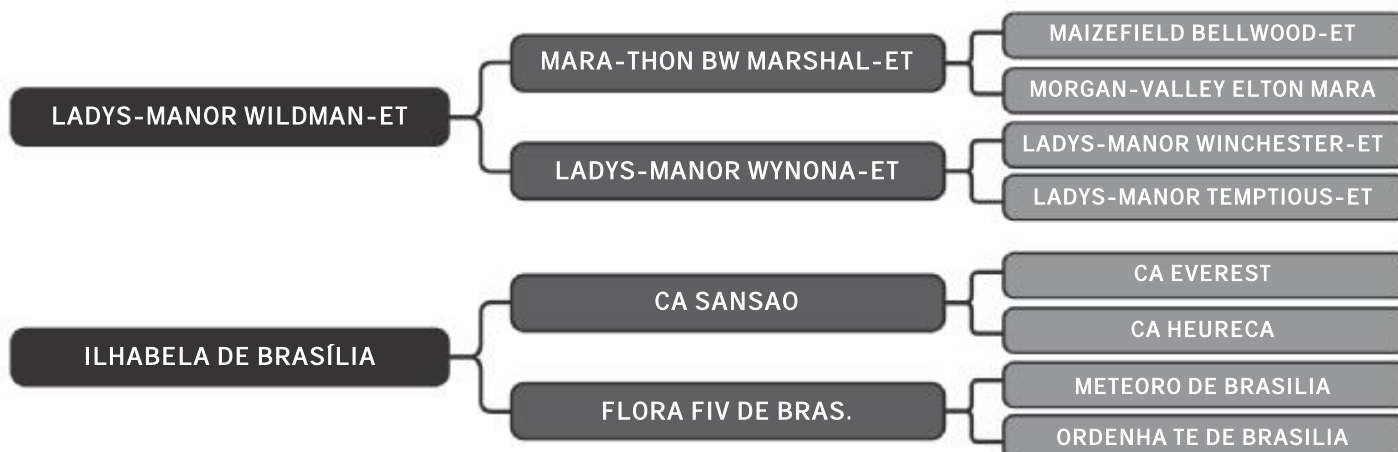 LADYS-MANOR WILDMAN-ET
MARA-THON BW MARSHAL-ET
MAIZEFIELD BELLWOOD-ET
MORGAN-VALLEY ELTON MARA
LADYS-MANOR WYNONA-ET
LADYS-MANOR WINCHESTER-ET
LADYS-MANOR TEMPTIOUS-ET
ILHABELA DE BRASÍLIA
CA SANSAO
CA EVEREST
CA HEURECA
FLORA FIV DE BRAS.
METEORO DE BRASILIA
ORDENHA TE DE BRASILIA